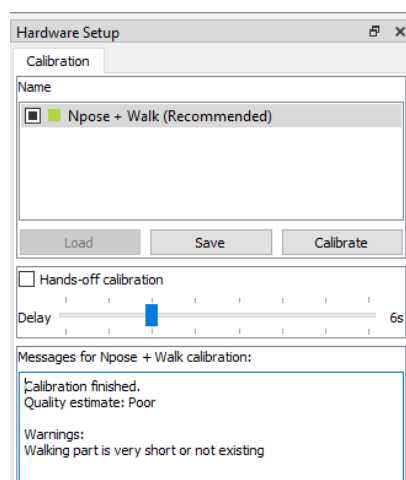 Hardware Setup
Calibration
Name
Npose + Walk (Recommended)
Load Save Calibrate
Hands-off calibration
Delay 6s
Messages for Npose + Walk calibration:
Calibration finished.
Quality estimate: Poor
Warnings:
Walking part is very short or not existing